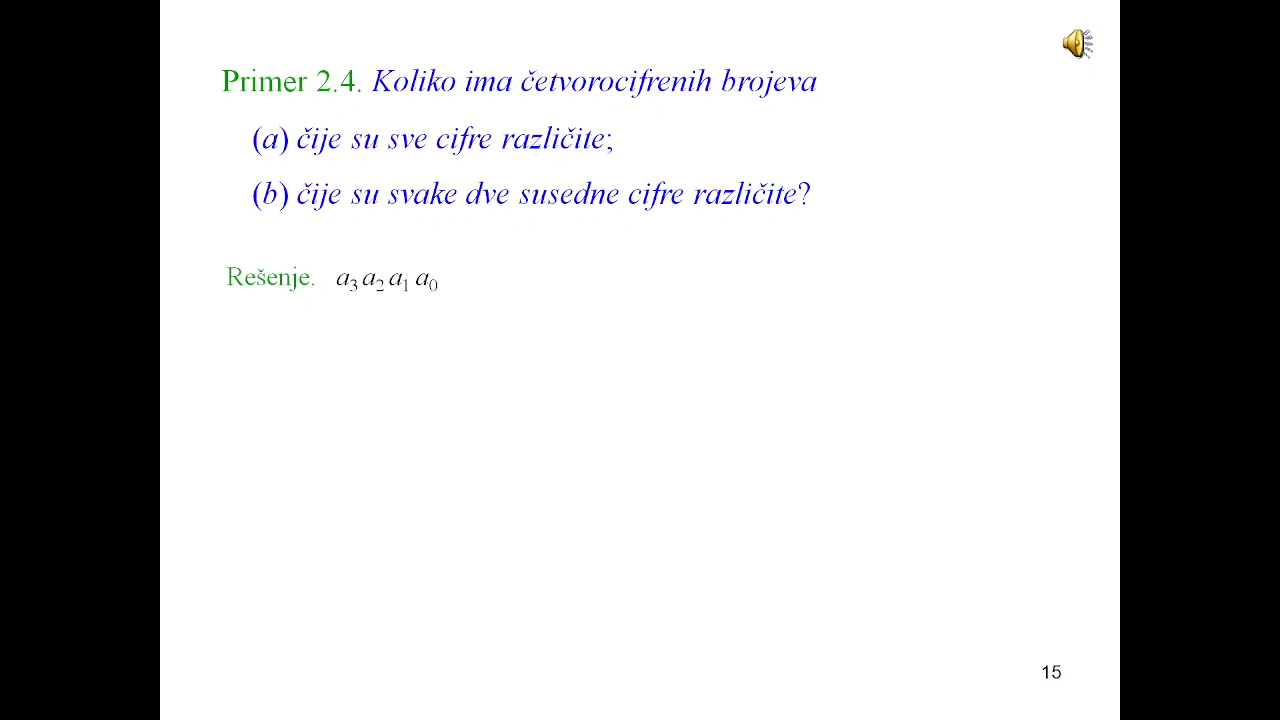 Primer 2.4. Koliko ima četvorocifrenih brojeva
(a) čije su sve cifre različite;
(b) čije su svake dve susedne cifre različite?
Rešenje. a₃ a₂ a₁ a₀
15